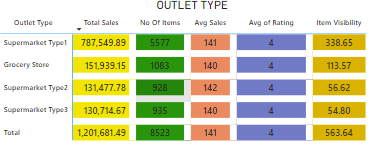 OUTLET TYPE
Outlet Type Total Sales No Of Items Avg Sales Avg of Rating Item Visibility
Supermarket Type1 787,549.89 5577 141 4 338.65
Grocery Store 151,939.15 1083 140 4 113.57
Supermarket Type2 131,477.78 928 142 4 56.62
Supermarket Type3 130,714.67 935 140 4 54.80
Total 1,201,681.49 8523 141 4 563.64